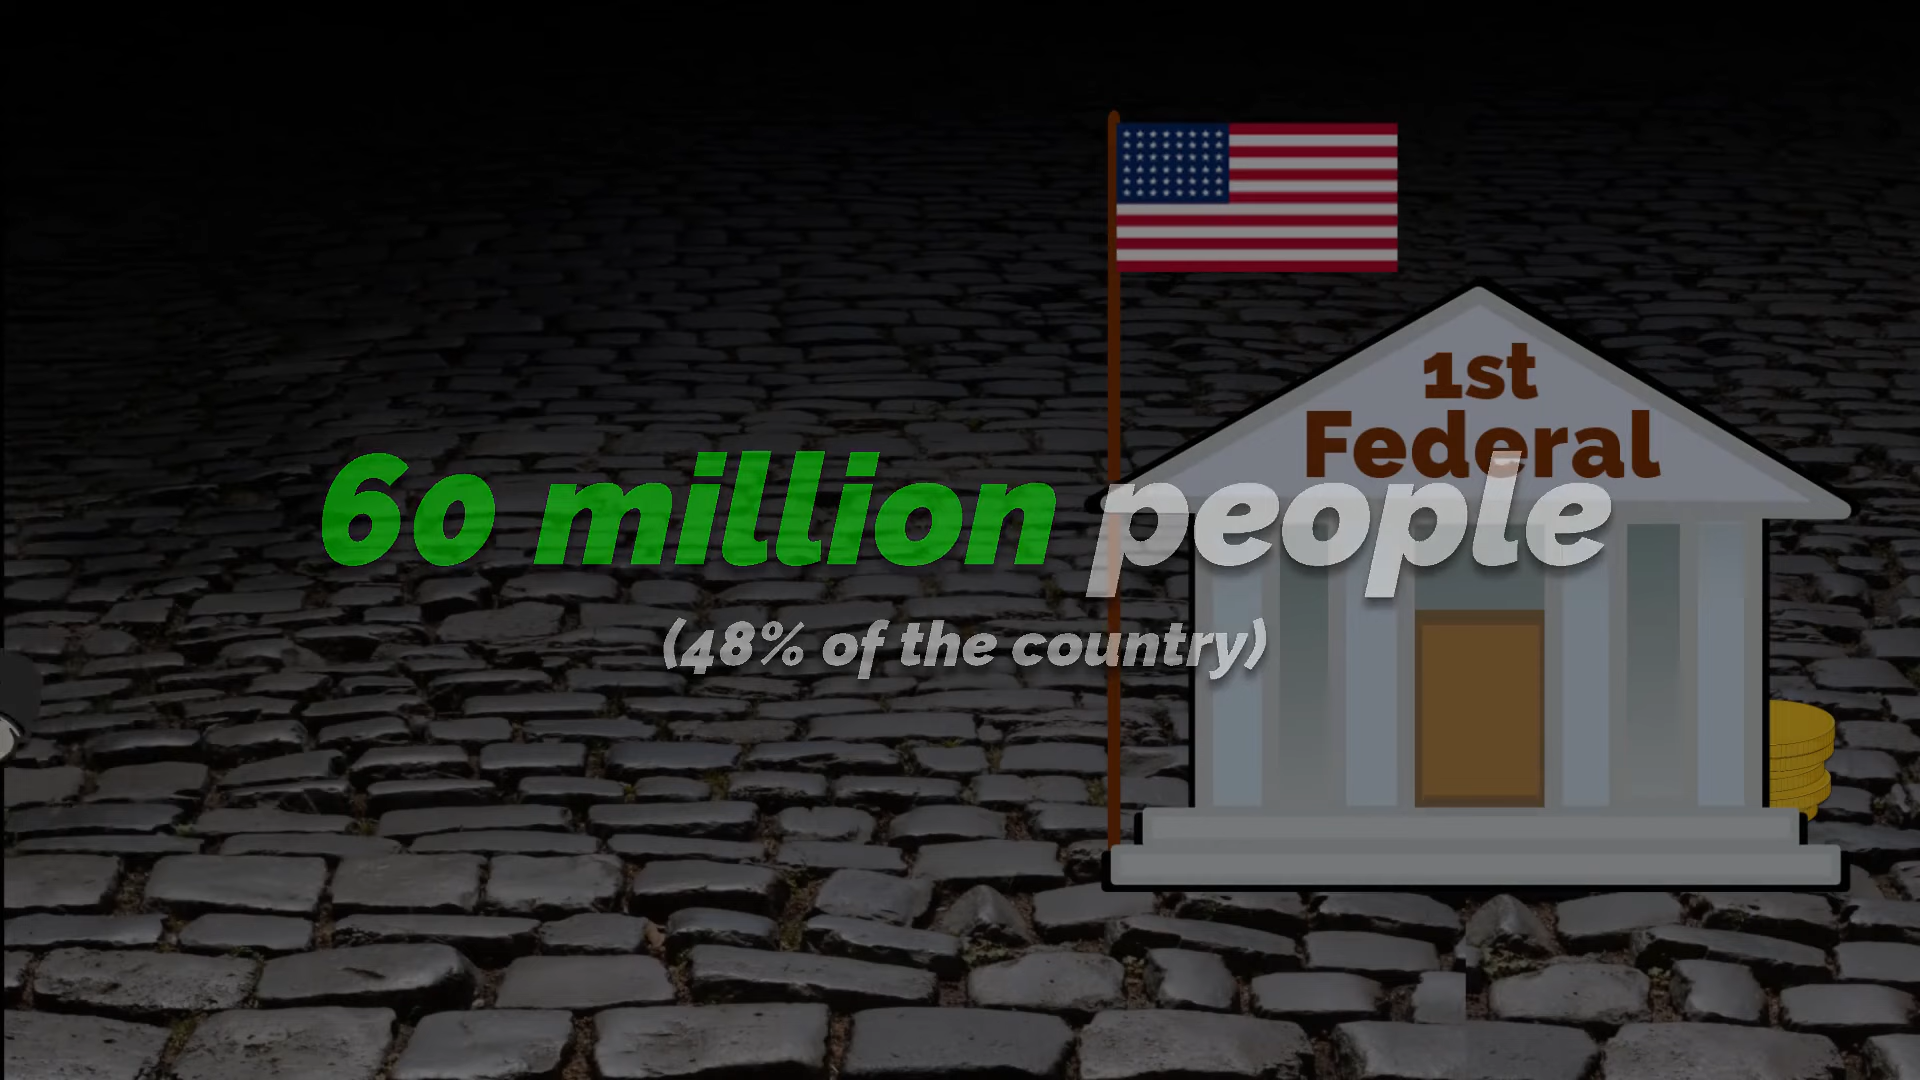 1st
Federal
60 million people
(48% of the country)